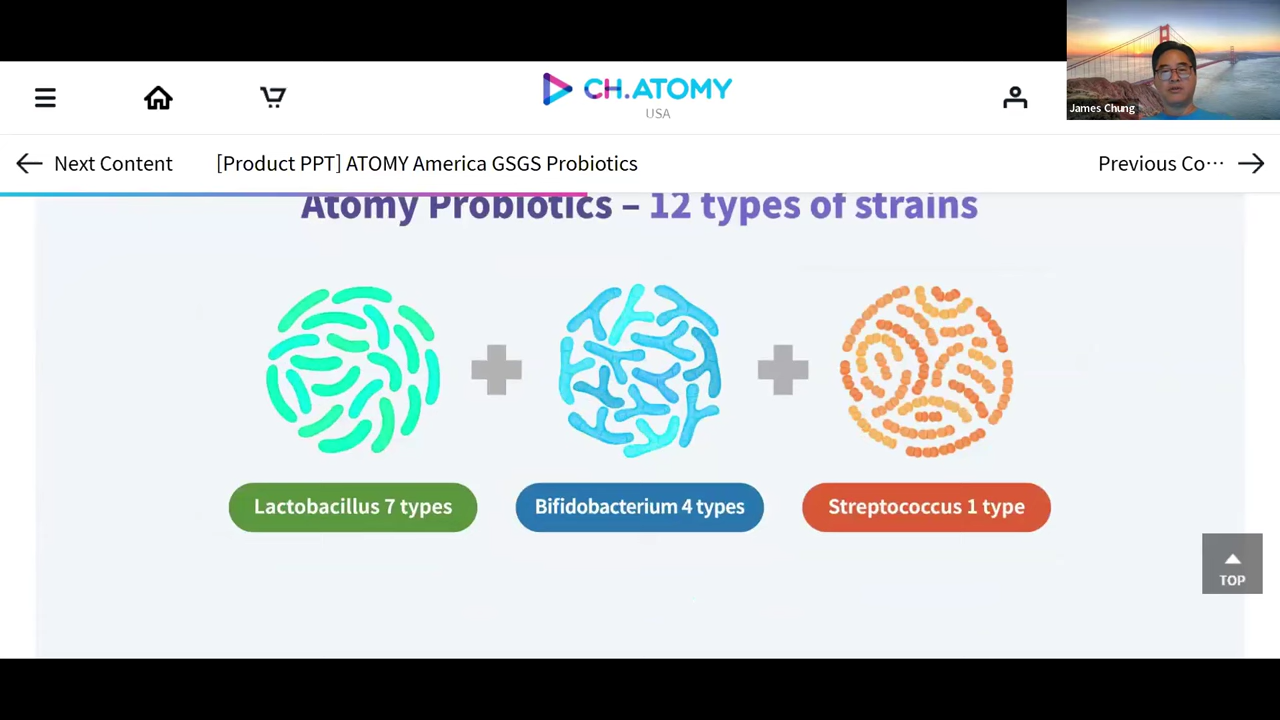 CH.ATOMY
USA
James Chung
Next Content
[Product PPT] ATOMY America GSGS Probiotics
Previous Co···
Atomy Probiotics – 12 types of strains
Lactobacillus 7 types
Bifidobacterium 4 types
Streptococcus 1 type
TOP